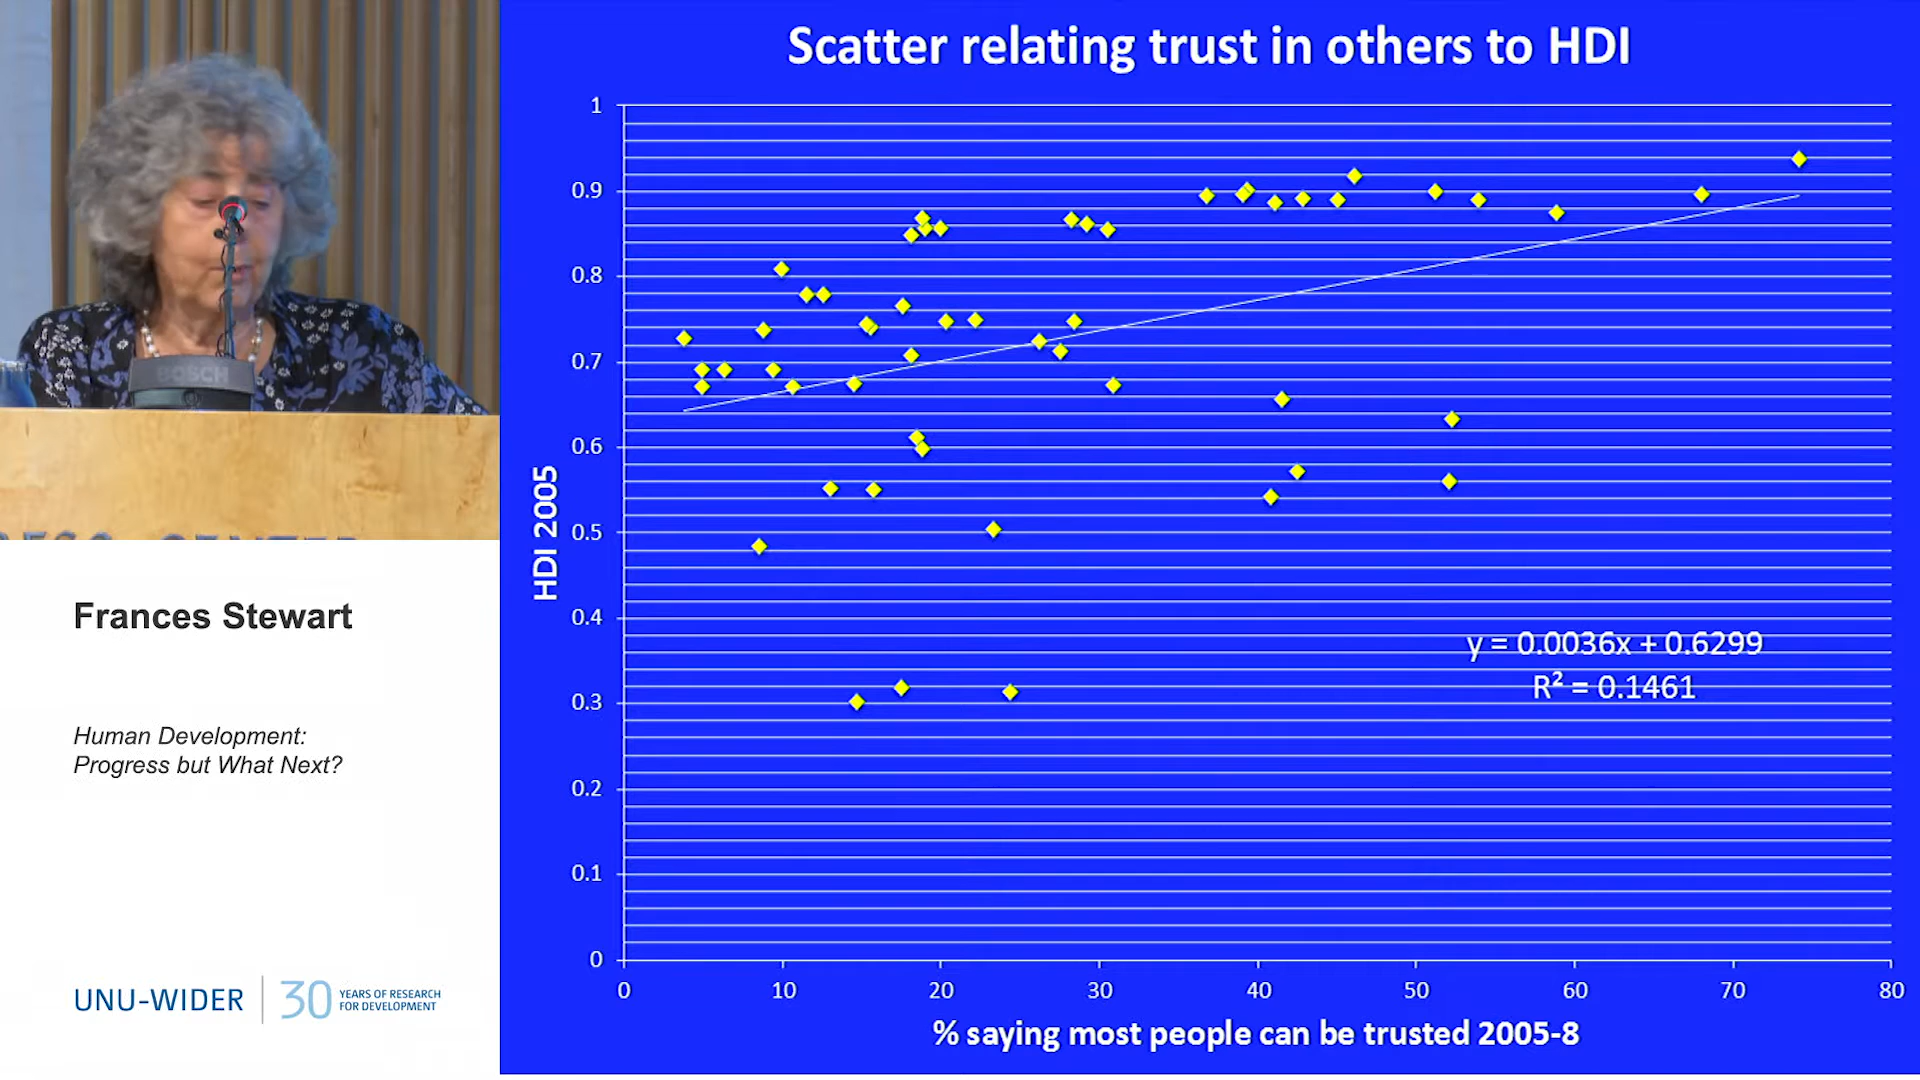 Scatter relating trust in others to HDI
1
0.9
0.8
0.7
0.6
0.5
0.4
0.3
0.2
0.1
0
HDI 2005
y = 0.0036x + 0.6299
R² = 0.1461
0 10 20 30 40 50 60 70 80
% saying most people can be trusted 2005-8
BOSCH
Frances Stewart
Human Development:
Progress but What Next?
UNU-WIDER
30 YEARS OF RESEARCH
FOR DEVELOPMENT